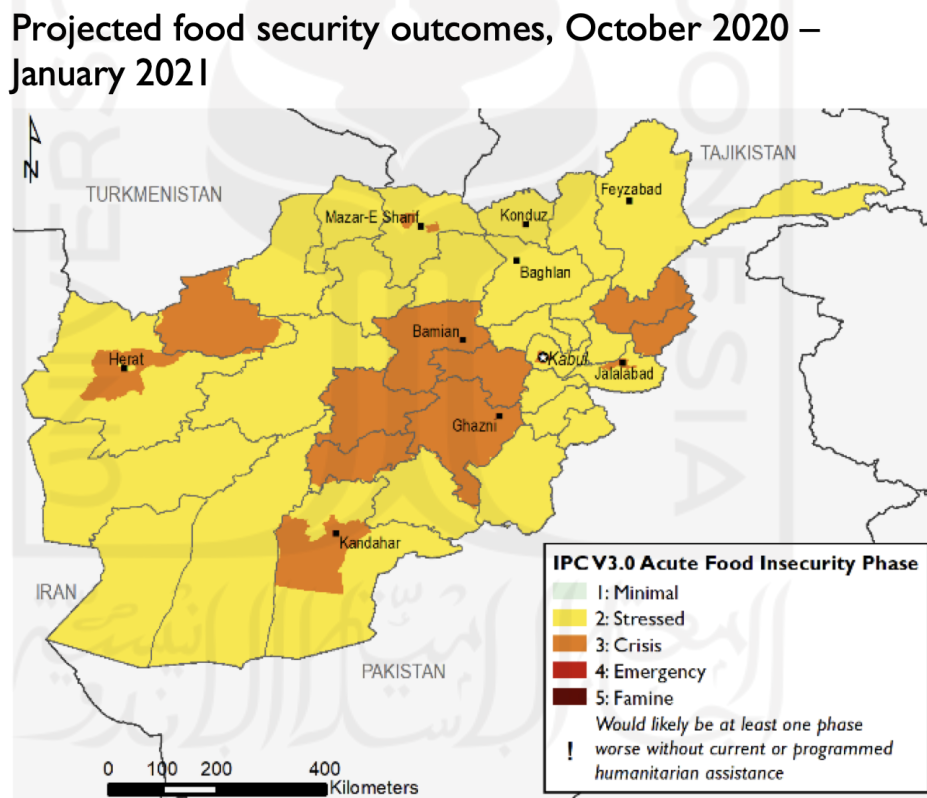 Projected food security outcomes, October 2020 –
January 2021
N
TAJIKISTAN
TURKMENISTAN
Feyzabad
Mazar-E Sharif
Konduz
Baghlan
Bamian
Herat
Kabul
Jalalabad
Ghazni
Kandahar
IRAN
PAKISTAN
IPC V3.0 Acute Food Insecurity Phase
1: Minimal
2: Stressed
3: Crisis
4: Emergency
5: Famine
! Would likely be at least one phase
worse without current or programmed
humanitarian assistance
0 100 200 400
Kilometers
UNIVERS
ONESIA